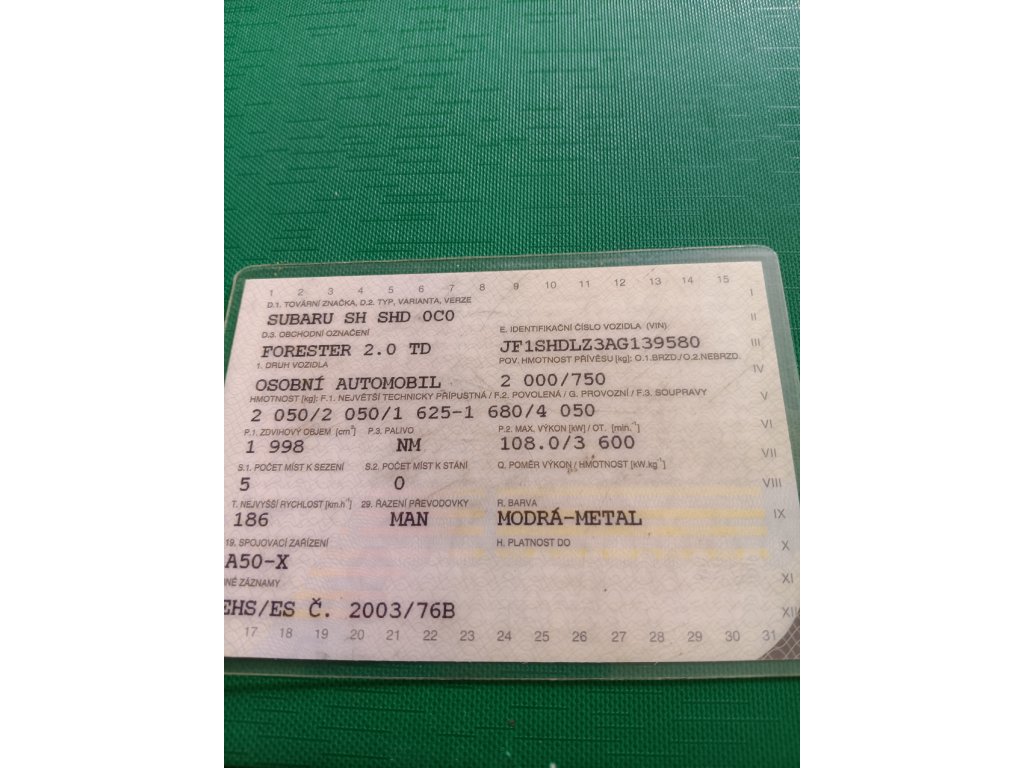 1 2 3 4 5 6 7 8 9 10 11 12 13 14 15
D.1. TOVÁRNÍ ZNAČKA, D.2. TYP, VARIANTA, VERZE
SUBARU SH SHD 0C0
D.3. OBCHODNÍ OZNAČENÍ
FORESTER 2.0 TD
E. IDENTIFIKAČNÍ ČÍSLO VOZIDLA (VIN)
JF1SHDLZ3AG139580
1. DRUH VOZIDLA
OSOBNÍ AUTOMOBIL
POV. HMOTNOST PŘÍVĚSU [kg]: O.1.BRZD./O.2.NEBRZD.
2 000/750
HMOTNOST [kg]: F.1. NEJVĚTŠÍ TECHNICKY PŘÍPUSTNÁ / F.2. POVOLENÁ / G. PROVOZNÍ / F.3. SOUPRAVY
2 050/2 050/1 625-1 680/4 050
P.1. ZDVIHOVÝ OBJEM [cm³] P.3. PALIVO P.2. MAX. VÝKON [kW] / OT. [min.⁻¹]
1 998 NM 108.0/3 600
S.1. POČET MÍST K SEZENÍ S.2. POČET MÍST K STÁNÍ Q. POMĚR VÝKON / HMOTNOST [kW.kg⁻¹]
5 0
T. NEJVYŠŠÍ RYCHLOST [km.h⁻¹] 29. ŘAZENÍ PŘEVODOVKY R. BARVA
186 MAN MODRÁ-METAL
19. SPOJOVACÍ ZAŘÍZENÍ H. PLATNOST DO
A50-X
NÉ ZÁZNAMY
EHS/ES Č. 2003/76B
17 18 19 20 21 22 23 24 25 26 27 28 29 30 31
I
II
III
IV
V
VI
VII
VIII
IX
X
XI
XII